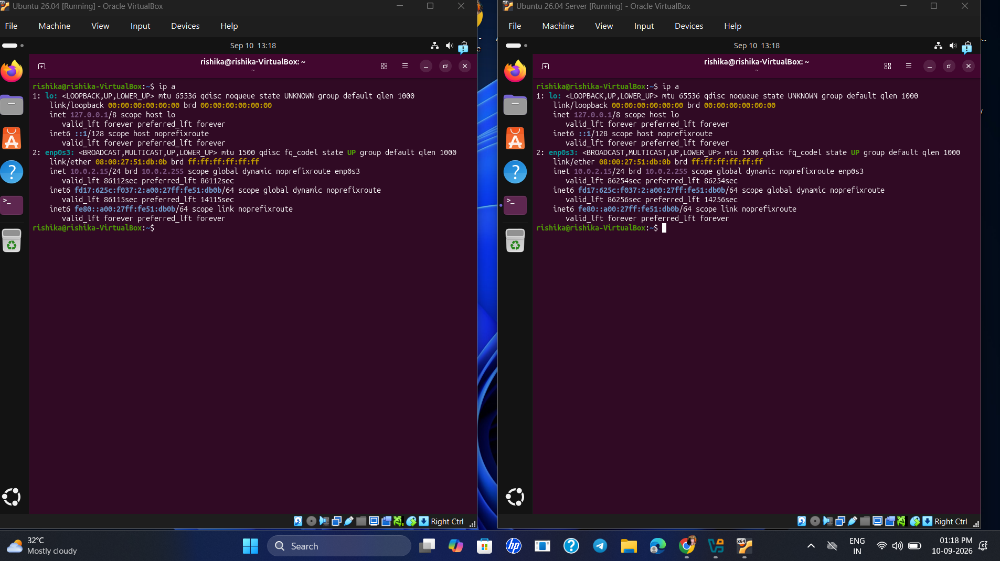 Ubuntu 26.04 [Running] - Oracle VirtualBox
File Machine View Input Devices Help
Sep 10 13:18
rishika@rishika-VirtualBox: ~
~
rishika@rishika-VirtualBox:~$ ip a
1: lo: <LOOPBACK,UP,LOWER_UP> mtu 65536 qdisc noqueue state UNKNOWN group default qlen 1000
link/loopback 00:00:00:00:00:00 brd 00:00:00:00:00:00
inet 127.0.0.1/8 scope host lo
valid_lft forever preferred_lft forever
inet6 ::1/128 scope host noprefixroute
valid_lft forever preferred_lft forever
2: enp0s3: <BROADCAST,MULTICAST,UP,LOWER_UP> mtu 1500 qdisc fq_codel state UP group default qlen 1000
link/ether 08:00:27:51:db:0b brd ff:ff:ff:ff:ff:ff
inet 10.0.2.15/24 brd 10.0.2.255 scope global dynamic noprefixroute enp0s3
valid_lft 86112sec preferred_lft 86112sec
inet6 fd17:625c:f037:2:a00:27ff:fe51:db0b/64 scope global dynamic noprefixroute
valid_lft 86115sec preferred_lft 14115sec
inet6 fe80::a00:27ff:fe51:db0b/64 scope link noprefixroute
valid_lft forever preferred_lft forever
rishika@rishika-VirtualBox:~$
Right Ctrl
Ubuntu 26.04 Server [Running] - Oracle VirtualBox
File Machine View Input Devices Help
Sep 10 13:18
rishika@rishika-VirtualBox: ~
~
rishika@rishika-VirtualBox:~$ ip a
1: lo: <LOOPBACK,UP,LOWER_UP> mtu 65536 qdisc noqueue state UNKNOWN group default qlen 1000
link/loopback 00:00:00:00:00:00 brd 00:00:00:00:00:00
inet 127.0.0.1/8 scope host lo
valid_lft forever preferred_lft forever
inet6 ::1/128 scope host noprefixroute
valid_lft forever preferred_lft forever
2: enp0s3: <BROADCAST,MULTICAST,UP,LOWER_UP> mtu 1500 qdisc fq_codel state UP group default qlen 1000
link/ether 08:00:27:51:db:0b brd ff:ff:ff:ff:ff:ff
inet 10.0.2.15/24 brd 10.0.2.255 scope global dynamic noprefixroute enp0s3
valid_lft 86254sec preferred_lft 86254sec
inet6 fd17:625c:f037:2:a00:27ff:fe51:db0b/64 scope global dynamic noprefixroute
valid_lft 86256sec preferred_lft 14256sec
inet6 fe80::a00:27ff:fe51:db0b/64 scope link noprefixroute
valid_lft forever preferred_lft forever
rishika@rishika-VirtualBox:~$
Right Ctrl
32°C
Mostly cloudy
Search
hp
x64
ENG
IN
01:18 PM
10-09-2026